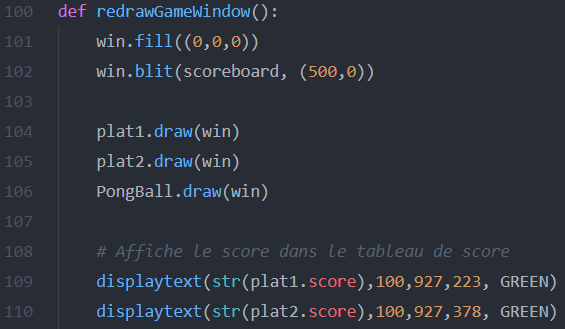 100 def redrawGameWindow():
101     win.fill((0,0,0))
102     win.blit(scoreboard, (500,0))
103
104     plat1.draw(win)
105     plat2.draw(win)
106     PongBall.draw(win)
107
108     # Affiche le score dans le tableau de score
109     displaytext(str(plat1.score),100,927,223, GREEN)
110     displaytext(str(plat2.score),100,927,378, GREEN)